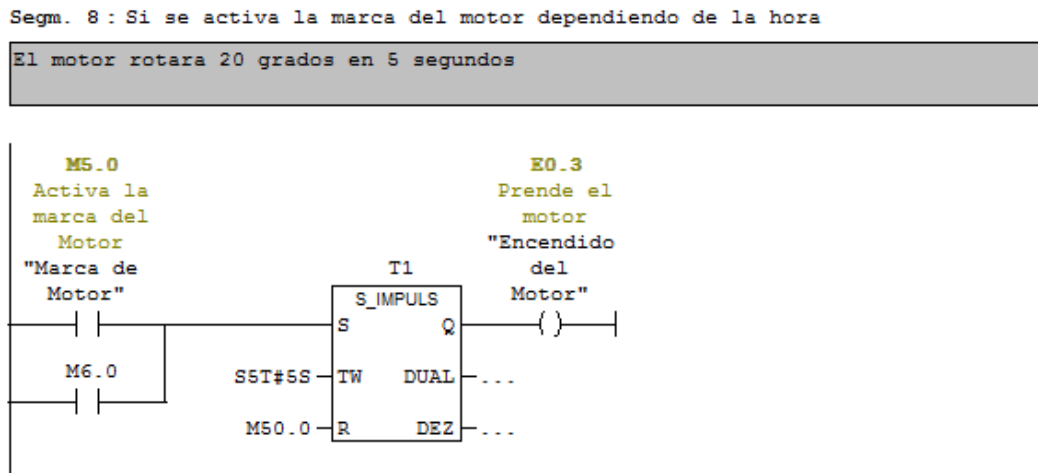 Segm. 8 : Si se activa la marca del motor dependiendo de la hora
El motor rotara 20 grados en 5 segundos
M5.0
Activa la
marca del
Motor
"Marca de
Motor"
E0.3
Prende el
motor
"Encendido
del
Motor"
T1
S_IMPULS
S Q
M6.0
S5T#5S TW DUAL ...
M50.0 R DEZ ...